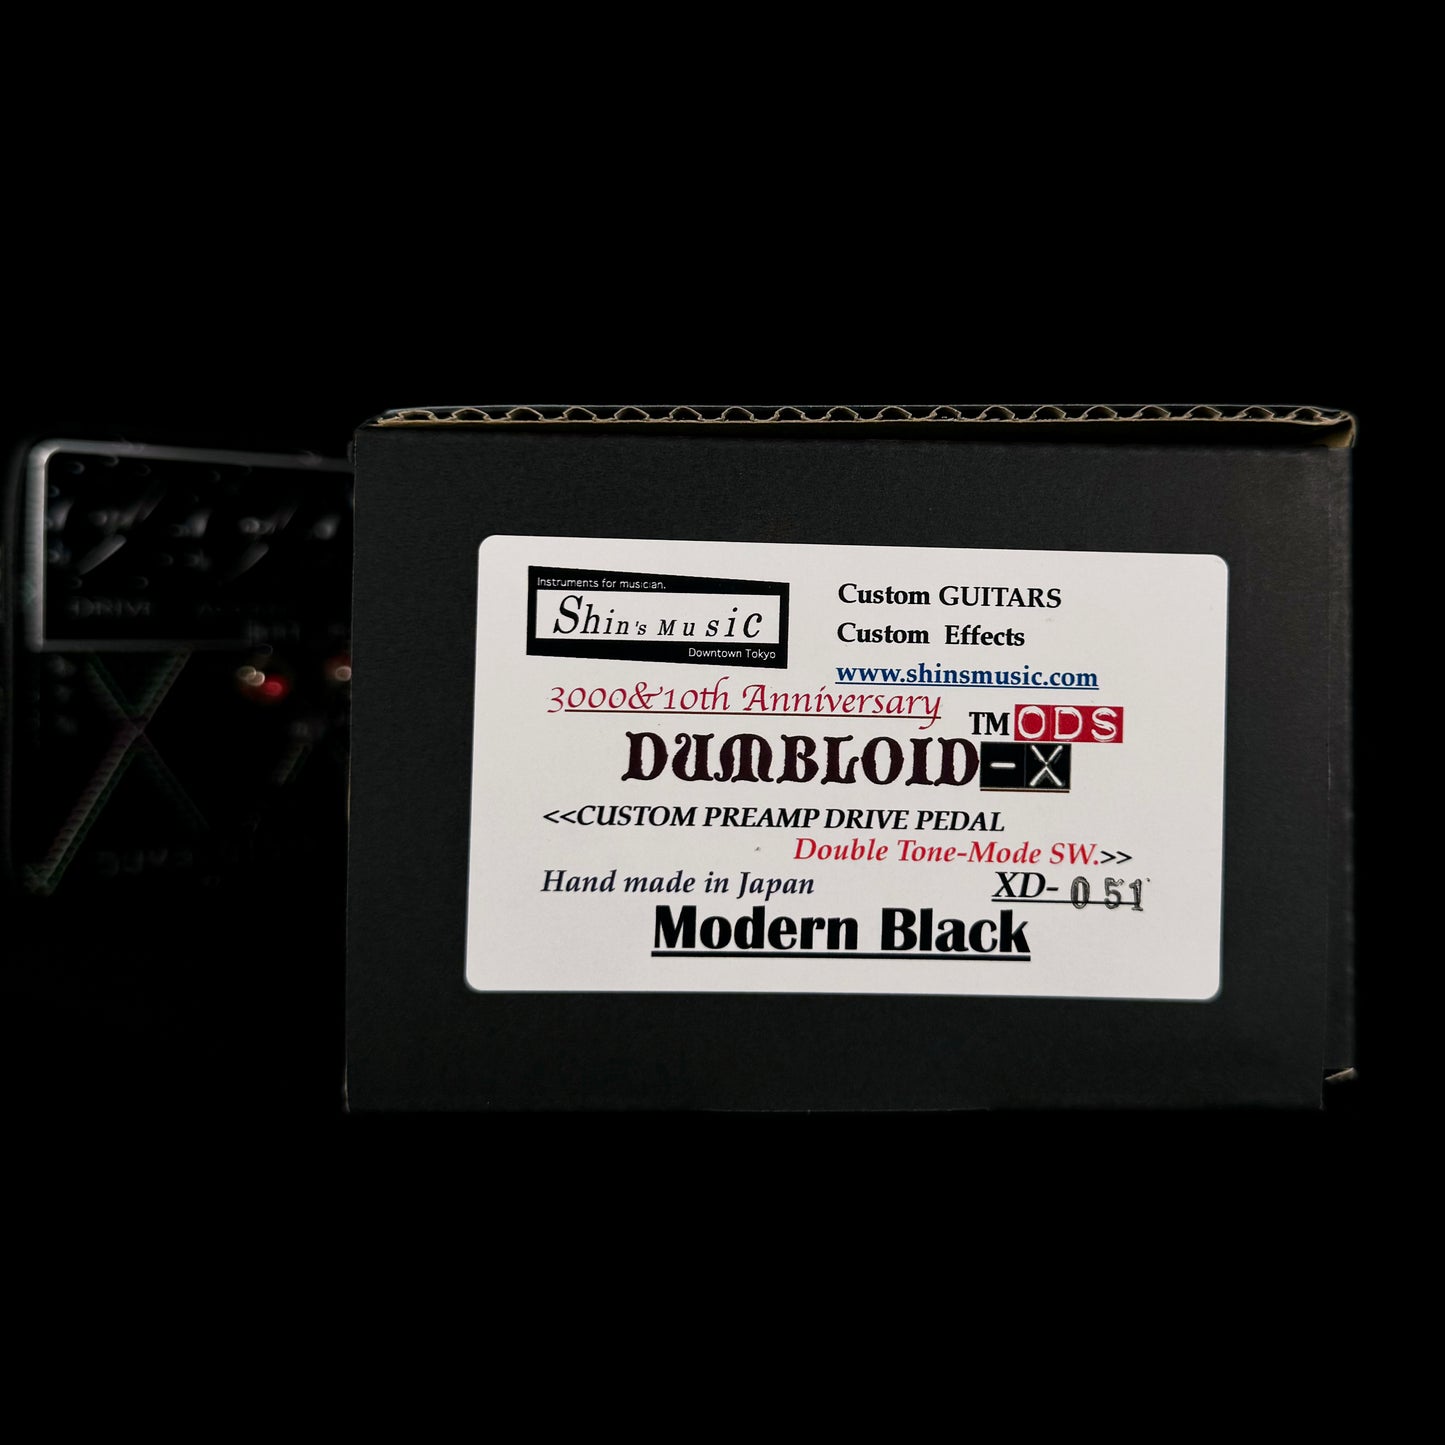 Instruments for musician.
Shin's Music
Downtown Tokyo
Custom GUITARS
Custom Effects
www.shinsmusic.com
3000&10th Anniversary
TM ODS
DUMBLOID-X
<<CUSTOM PREAMP DRIVE PEDAL
Double Tone-Mode SW.>>
Hand made in Japan
XD- 051
Modern Black
DRIVE